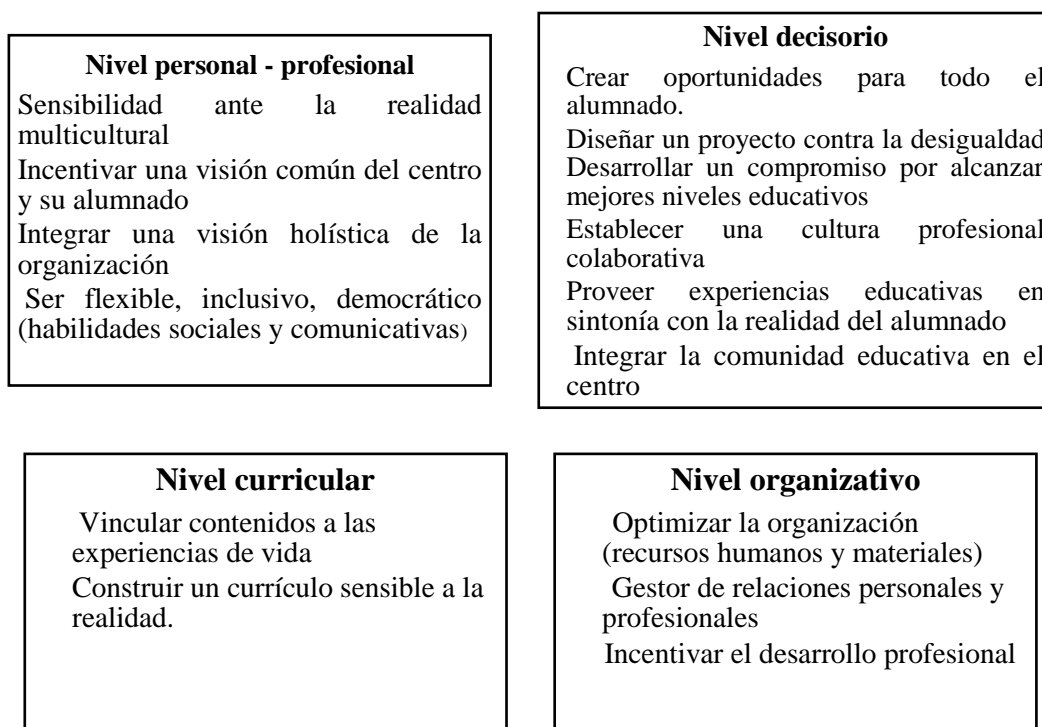 Nivel personal - profesional
Sensibilidad ante la realidad
multicultural
Incentivar una visión común del centro
y su alumnado
Integrar una visión holística de la
organización
Ser flexible, inclusivo, democrático
(habilidades sociales y comunicativas)
Nivel decisorio
Crear oportunidades para todo el
alumnado.
Diseñar un proyecto contra la desigualdad
Desarrollar un compromiso por alcanzar
mejores niveles educativos
Establecer una cultura profesional
colaborativa
Proveer experiencias educativas en
sintonía con la realidad del alumnado
Integrar la comunidad educativa en el
centro
Nivel curricular
Vincular contenidos a las
experiencias de vida
Construir un currículo sensible a la
realidad.
Nivel organizativo
Optimizar la organización
(recursos humanos y materiales)
Gestor de relaciones personales y
profesionales
Incentivar el desarrollo profesional